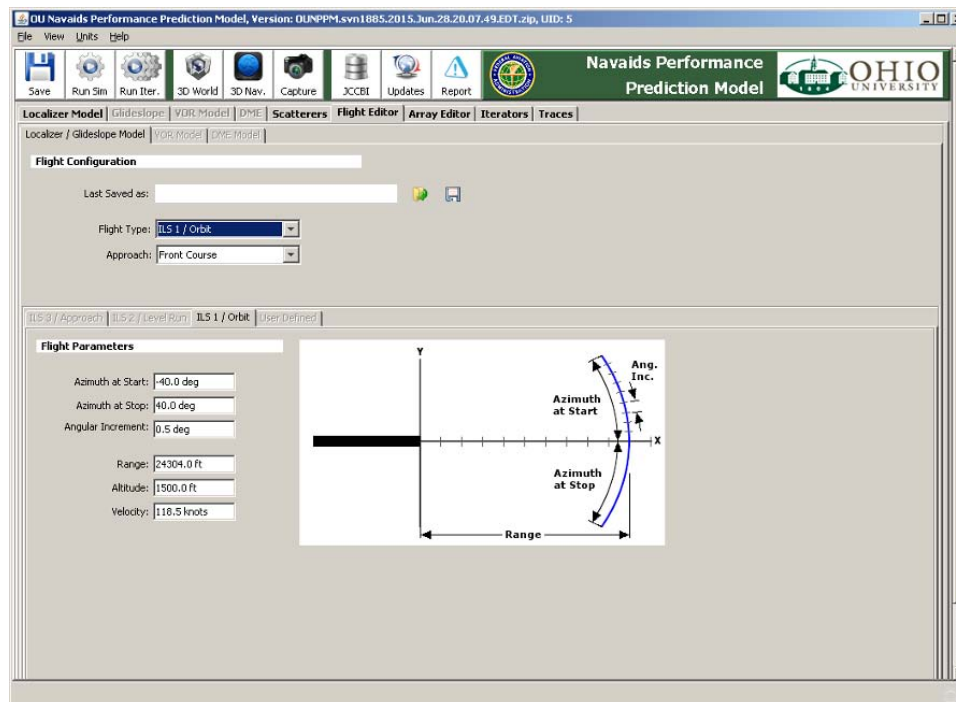 OU Navaids Performance Prediction Model, Version: OUNPPM.svn1885.2015.Jun.28.20.07.49.EDT.zip, UID: 5
File View Units Help
Save Run Sim Run Iter. 3D World 3D Nav. Capture JCCBI Updates Report
Navaids Performance
Prediction Model
OHIO
UNIVERSITY
Localizer Model Glideslope VOR Model DME Scatterers Flight Editor Array Editor Iterators Traces
Localizer / Glideslope Model VOR Model DME Model
Flight Configuration
Last Saved as:
Flight Type: ILS 1 / Orbit
Approach: Front Course
ILS 3 / Approach ILS 2 / Level Run ILS 1 / Orbit User Defined
Flight Parameters
Azimuth at Start: -40.0 deg
Azimuth at Stop: 40.0 deg
Angular Increment: 0.5 deg
Range: 24304.0 ft
Altitude: 1500.0 ft
Velocity: 118.5 knots
Y
Ang.
Inc.
Azimuth
at Start
X
Azimuth
at Stop
Range